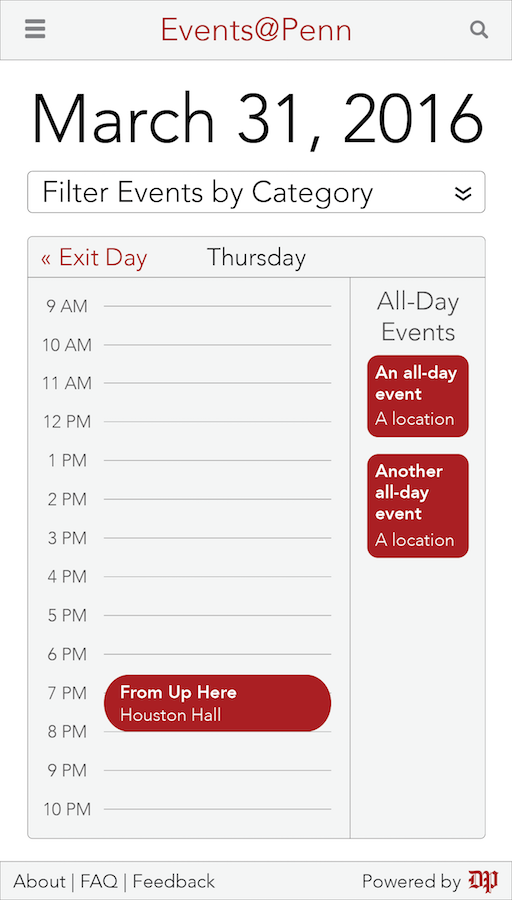 Events@Penn
March 31, 2016
Filter Events by Category
« Exit Day
Thursday
9 AM
10 AM
11 AM
12 PM
1 PM
2 PM
3 PM
4 PM
5 PM
6 PM
7 PM
8 PM
9 PM
10 PM
From Up Here
Houston Hall
All-Day
Events
An all-day
event
A location
Another
all-day
event
A location
About | FAQ | Feedback
Powered by DP